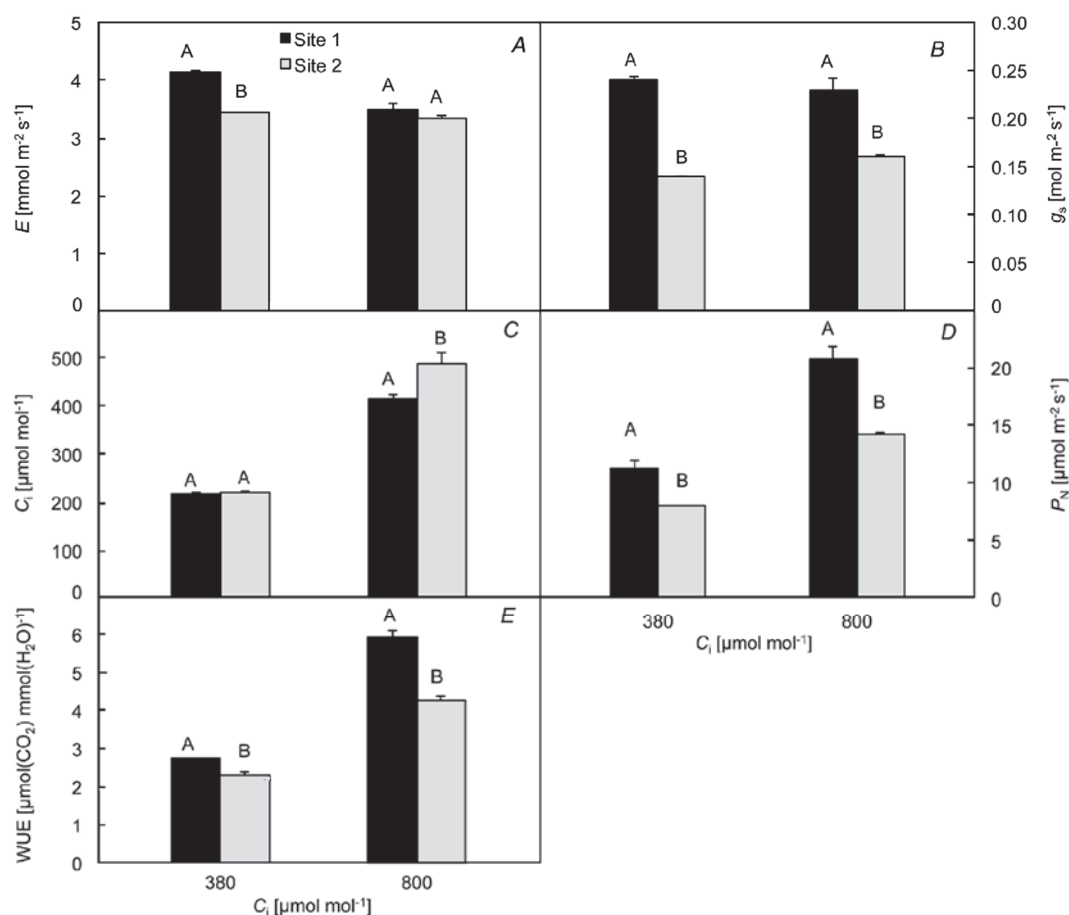 5
4
3
2
1
0
E [mmol m⁻² s⁻¹]
A
B
A
A
Site 1
Site 2
A
A
B
A
B
B
0.30
0.25
0.20
0.15
0.10
0.05
0
gₛ [mol m⁻² s⁻¹]
500
400
300
200
100
0
Cᵢ [µmol mol⁻¹]
A
A
A
B
C
A
B
A
B
D
20
15
10
5
0
P_N [µmol m⁻² s⁻¹]
380
800
Cᵢ [µmol mol⁻¹]
6
5
4
3
2
1
0
WUE [µmol(CO₂) mmol(H₂O)⁻¹]
A
B
A
B
E
380
800
Cᵢ [µmol mol⁻¹]